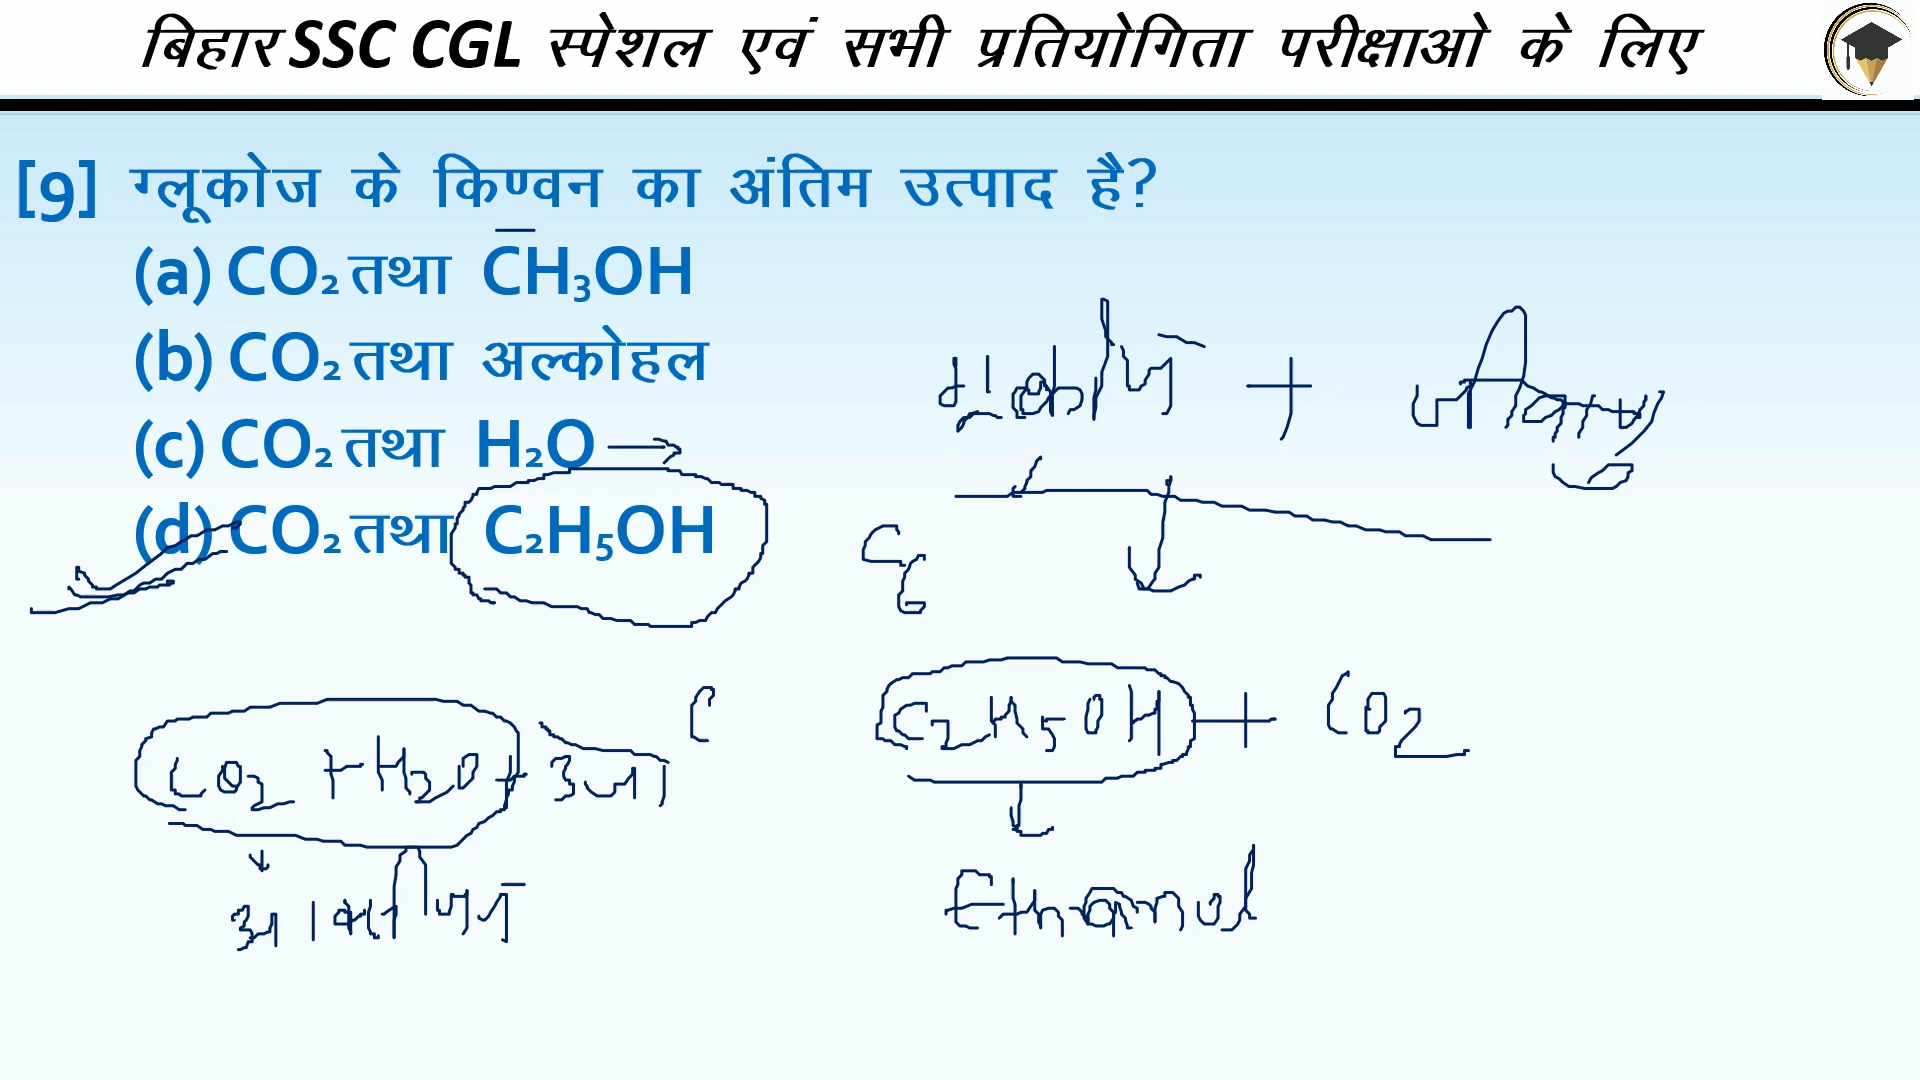 बिहार SSC CGL स्पेशल एवं सभी प्रतियोगिता परीक्षाओ के लिए
[9] ग्लूकोज के किण्वन का अंतिम उत्पाद है?
(a) CO₂ तथा CH₃OH
(b) CO₂ तथा अल्कोहल
(c) CO₂ तथा H₂O
(d) CO₂ तथा C₂H₅OH
C₂H₅OH + CO₂
CO₂ + H₂O +
Ethanol